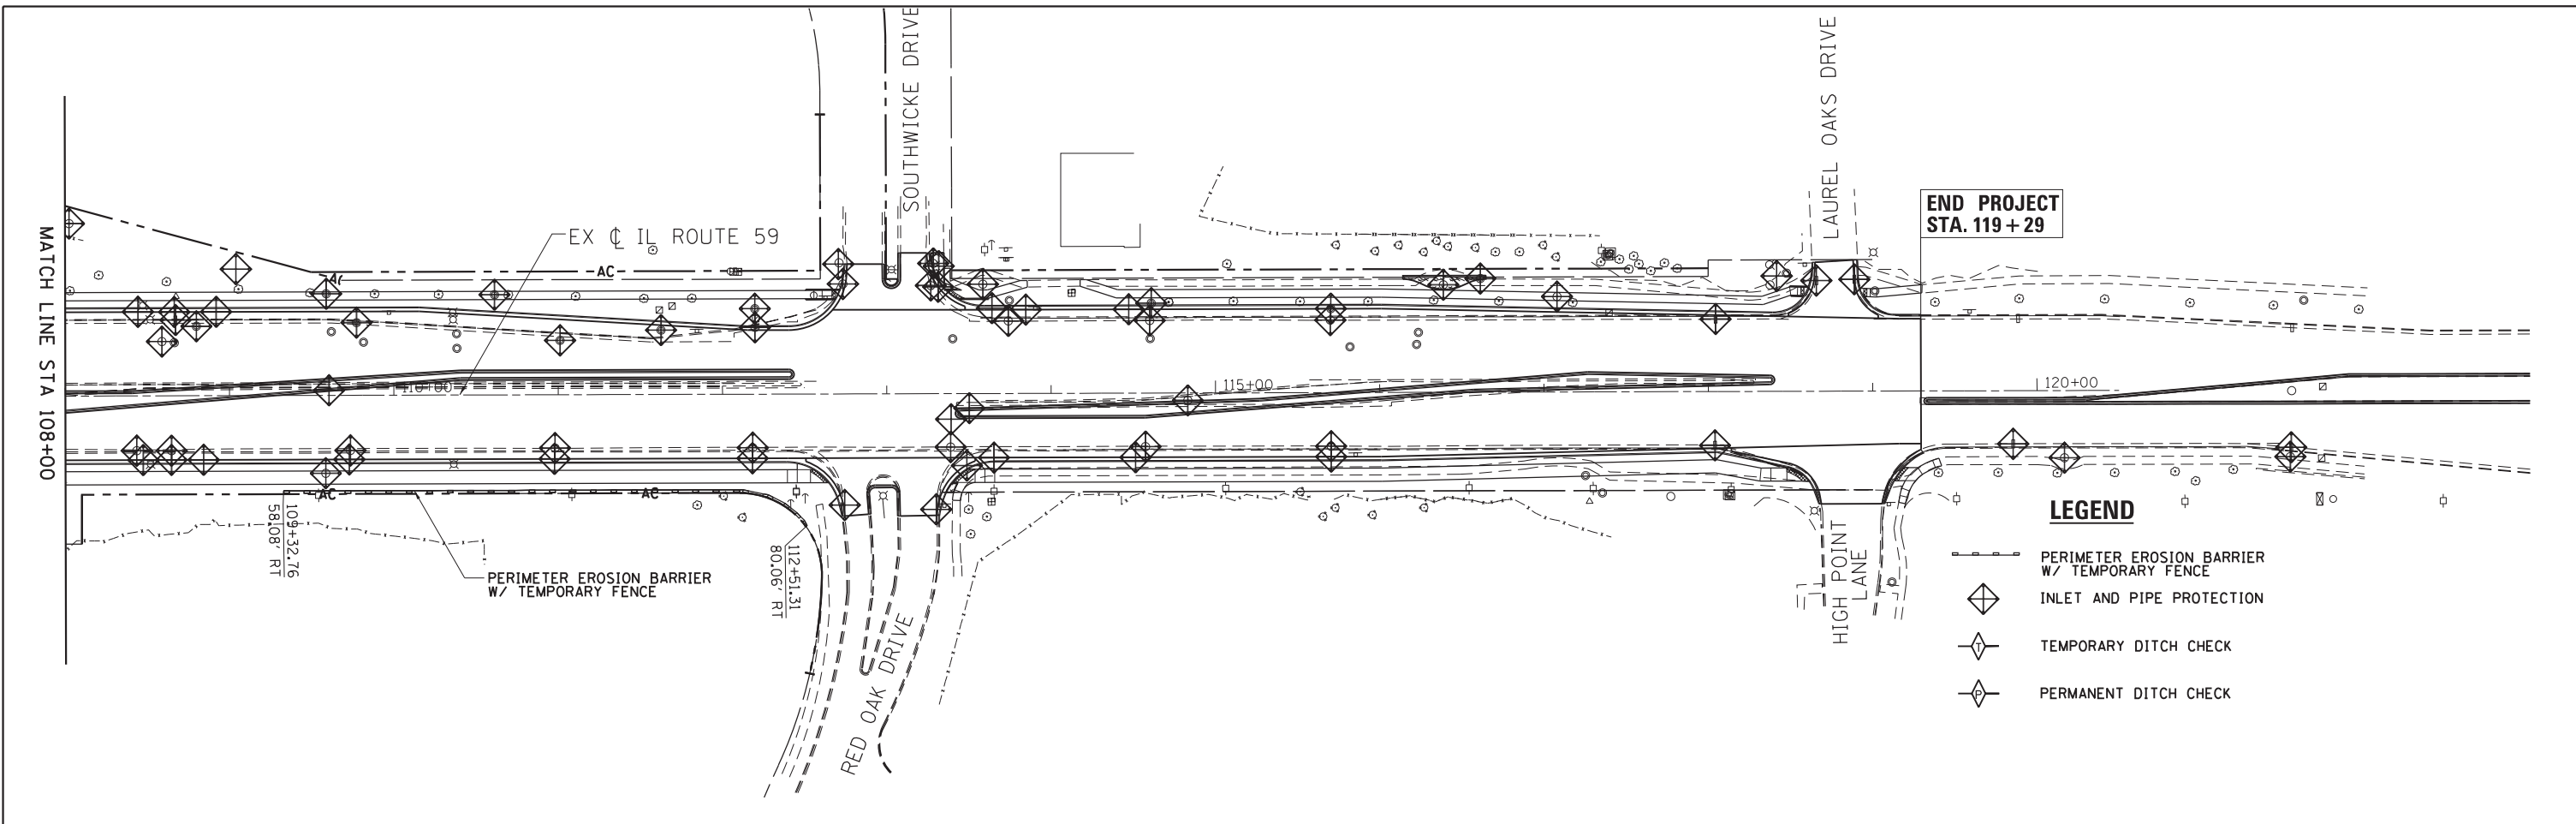 SOUTHWICKE DRIVE
LAUREL OAKS DRIVE
END PROJECT
STA. 119 + 29
MATCH LINE STA 108+00
EX ℄ IL ROUTE 59
AC
AC
110+00
115+00
120+00
AC
AC
109+32.76
58.08' RT
112+51.31
80.06' RT
PERIMETER EROSION BARRIER
W/ TEMPORARY FENCE
RED OAK DRIVE
HIGH POINT
LANE
LEGEND
PERIMETER EROSION BARRIER
W/ TEMPORARY FENCE
INLET AND PIPE PROTECTION
T
TEMPORARY DITCH CHECK
P
PERMANENT DITCH CHECK